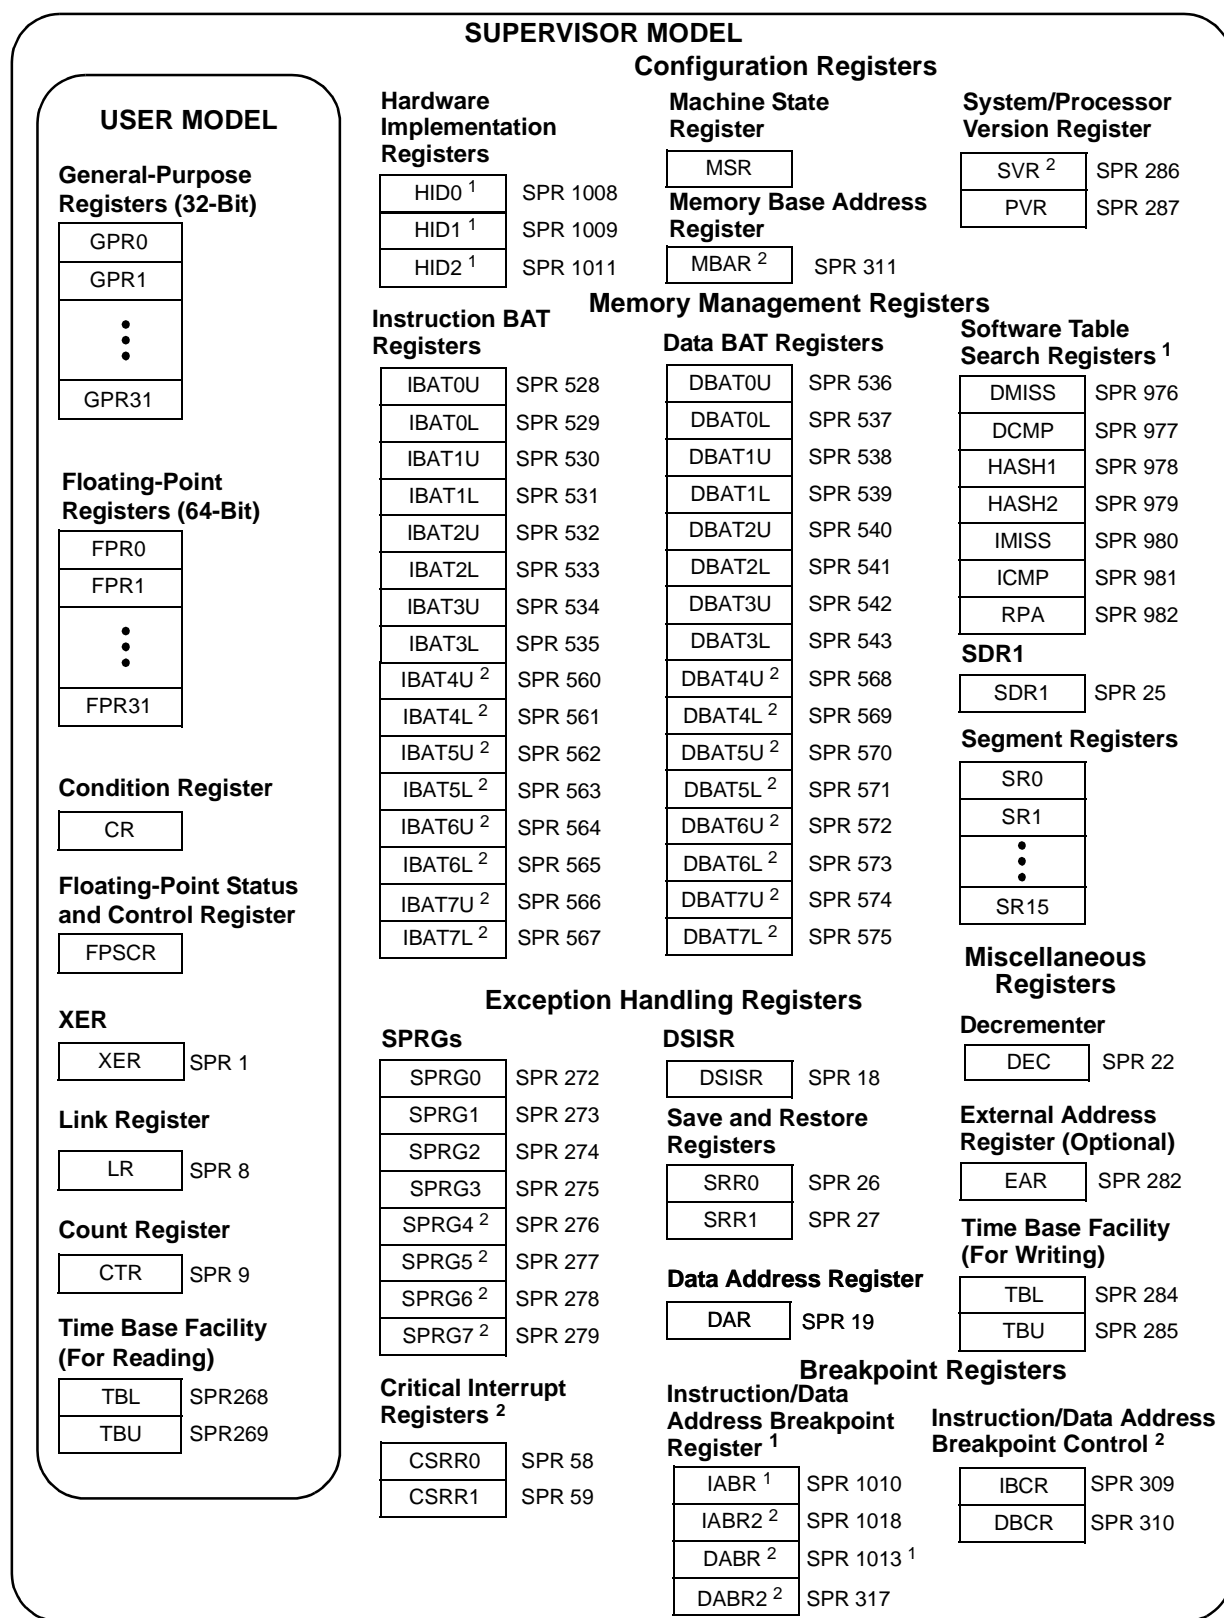 SUPERVISOR MODEL
Configuration Registers
USER MODEL
General-Purpose
Registers (32-Bit)
GPR0
GPR1
GPR31
Floating-Point
Registers (64-Bit)
FPR0
FPR1
FPR31
Condition Register
CR
Floating-Point Status
and Control Register
FPSCR
XER
XER SPR 1
Link Register
LR SPR 8
Count Register
CTR SPR 9
Time Base Facility
(For Reading)
TBL SPR268
TBU SPR269
Hardware
Implementation
Registers
HID0 1 SPR 1008
HID1 1 SPR 1009
HID2 1 SPR 1011
Machine State
Register
MSR
Memory Base Address
Register
MBAR 2 SPR 311
System/Processor
Version Register
SVR 2 SPR 286
PVR SPR 287
Memory Management Registers
Instruction BAT
Registers
IBAT0U SPR 528
IBAT0L SPR 529
IBAT1U SPR 530
IBAT1L SPR 531
IBAT2U SPR 532
IBAT2L SPR 533
IBAT3U SPR 534
IBAT3L SPR 535
IBAT4U 2 SPR 560
IBAT4L 2 SPR 561
IBAT5U 2 SPR 562
IBAT5L 2 SPR 563
IBAT6U 2 SPR 564
IBAT6L 2 SPR 565
IBAT7U 2 SPR 566
IBAT7L 2 SPR 567
Data BAT Registers
DBAT0U SPR 536
DBAT0L SPR 537
DBAT1U SPR 538
DBAT1L SPR 539
DBAT2U SPR 540
DBAT2L SPR 541
DBAT3U SPR 542
DBAT3L SPR 543
DBAT4U 2 SPR 568
DBAT4L 2 SPR 569
DBAT5U 2 SPR 570
DBAT5L 2 SPR 571
DBAT6U 2 SPR 572
DBAT6L 2 SPR 573
DBAT7U 2 SPR 574
DBAT7L 2 SPR 575
Software Table
Search Registers 1
DMISS SPR 976
DCMP SPR 977
HASH1 SPR 978
HASH2 SPR 979
IMISS SPR 980
ICMP SPR 981
RPA SPR 982
SDR1
SDR1 SPR 25
Segment Registers
SR0
SR1
SR15
Exception Handling Registers
SPRGs
SPRG0 SPR 272
SPRG1 SPR 273
SPRG2 SPR 274
SPRG3 SPR 275
SPRG4 2 SPR 276
SPRG5 2 SPR 277
SPRG6 2 SPR 278
SPRG7 2 SPR 279
Critical Interrupt
Registers 2
CSRR0 SPR 58
CSRR1 SPR 59
DSISR
DSISR SPR 18
Save and Restore
Registers
SRR0 SPR 26
SRR1 SPR 27
Data Address Register
DAR SPR 19
Miscellaneous
Registers
Decrementer
DEC SPR 22
External Address
Register (Optional)
EAR SPR 282
Time Base Facility
(For Writing)
TBL SPR 284
TBU SPR 285
Breakpoint Registers
Instruction/Data
Address Breakpoint
Register 1
IABR 1 SPR 1010
IABR2 2 SPR 1018
DABR 2 SPR 1013 1
DABR2 2 SPR 317
Instruction/Data Address
Breakpoint Control 2
IBCR SPR 309
DBCR SPR 310